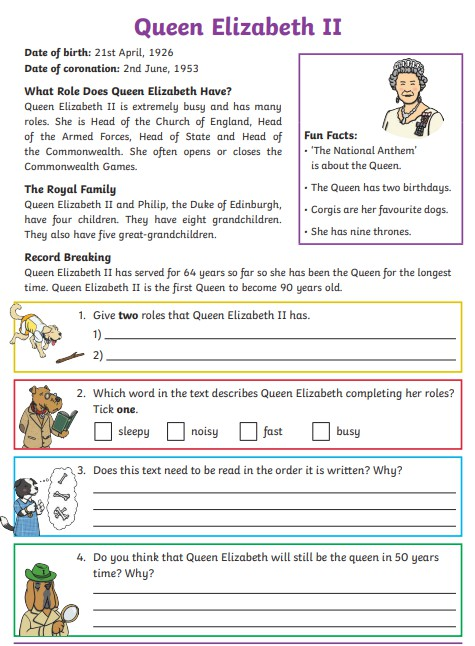 Queen Elizabeth II
Date of birth: 21st April, 1926
Date of coronation: 2nd June, 1953
What Role Does Queen Elizabeth Have?
Queen Elizabeth II is extremely busy and has many
roles. She is Head of the Church of England, Head
of the Armed Forces, Head of State and Head of
the Commonwealth. She often opens or closes the
Commonwealth Games.
The Royal Family
Queen Elizabeth II and Philip, the Duke of Edinburgh,
have four children. They have eight grandchildren.
They also have five great-grandchildren.
Fun Facts:
• 'The National Anthem'
is about the Queen.
• The Queen has two birthdays.
• Corgis are her favourite dogs.
• She has nine thrones.
Record Breaking
Queen Elizabeth II has served for 64 years so far so she has been the Queen for the longest
time. Queen Elizabeth II is the first Queen to become 90 years old.
1. Give two roles that Queen Elizabeth II has.
1)
2)
2. Which word in the text describes Queen Elizabeth completing her roles?
Tick one.
sleepy noisy fast busy
3. Does this text need to be read in the order it is written? Why?
4. Do you think that Queen Elizabeth will still be the queen in 50 years
time? Why?